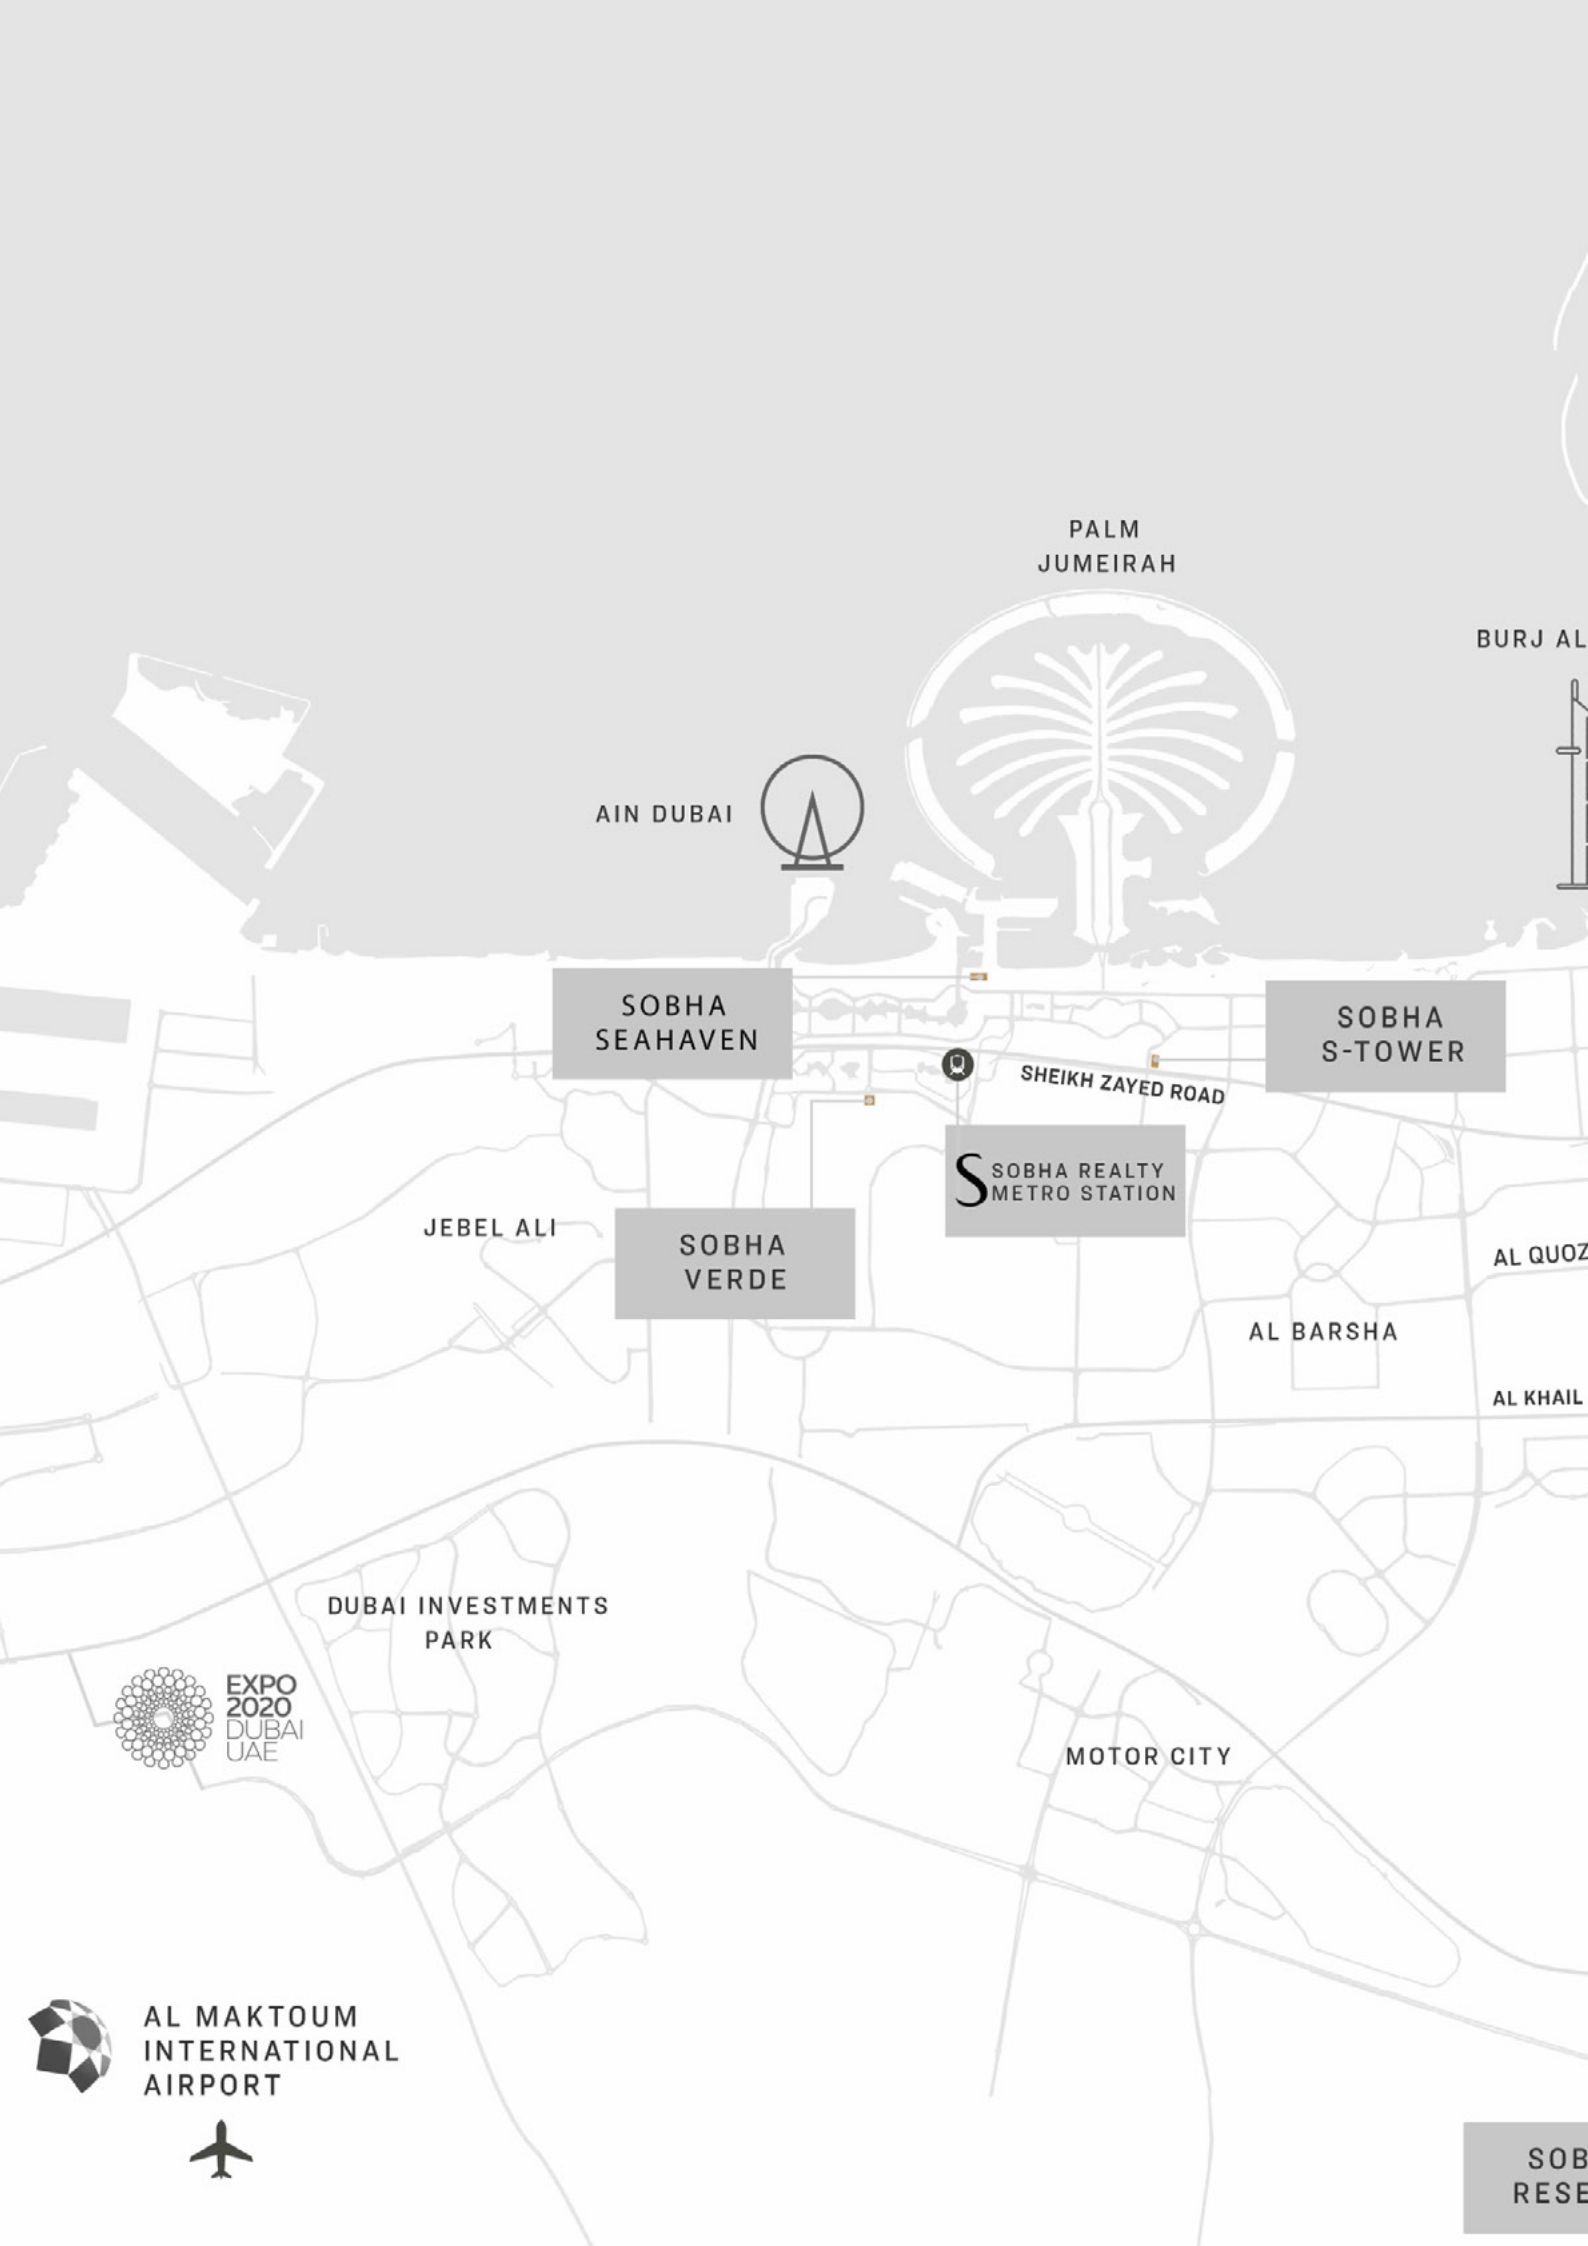 PALM
JUMEIRAH
BURJ AL
AIN DUBAI
SOBHA
SEAHAVEN
SOBHA
S-TOWER
SHEIKH ZAYED ROAD
S SOBHA REALTY
METRO STATION
JEBEL ALI
SOBHA
VERDE
AL QUOZ
AL BARSHA
AL KHAIL
DUBAI INVESTMENTS
PARK
EXPO
2020
DUBAI
UAE
MOTOR CITY
AL MAKTOUM
INTERNATIONAL
AIRPORT
SOB
RESE